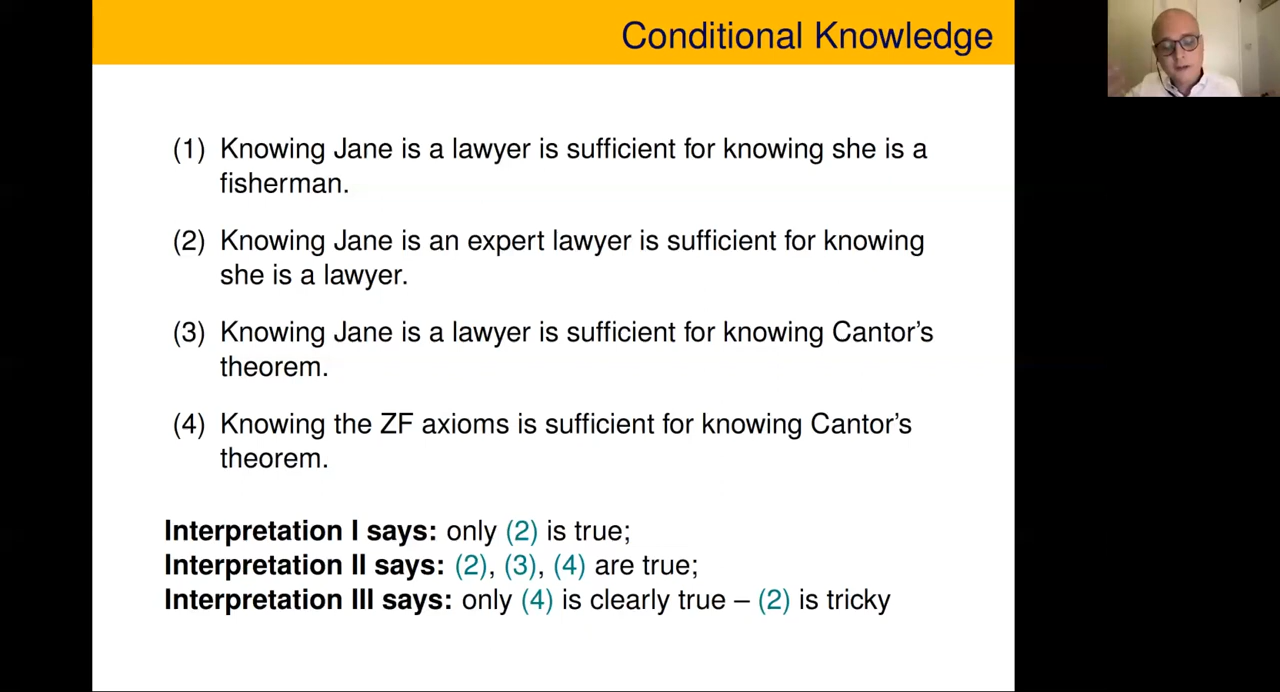 Conditional Knowledge
(1) Knowing Jane is a lawyer is sufficient for knowing she is a
fisherman.
(2) Knowing Jane is an expert lawyer is sufficient for knowing
she is a lawyer.
(3) Knowing Jane is a lawyer is sufficient for knowing Cantor's
theorem.
(4) Knowing the ZF axioms is sufficient for knowing Cantor's
theorem.
Interpretation I says: only (2) is true;
Interpretation II says: (2), (3), (4) are true;
Interpretation III says: only (4) is clearly true – (2) is tricky